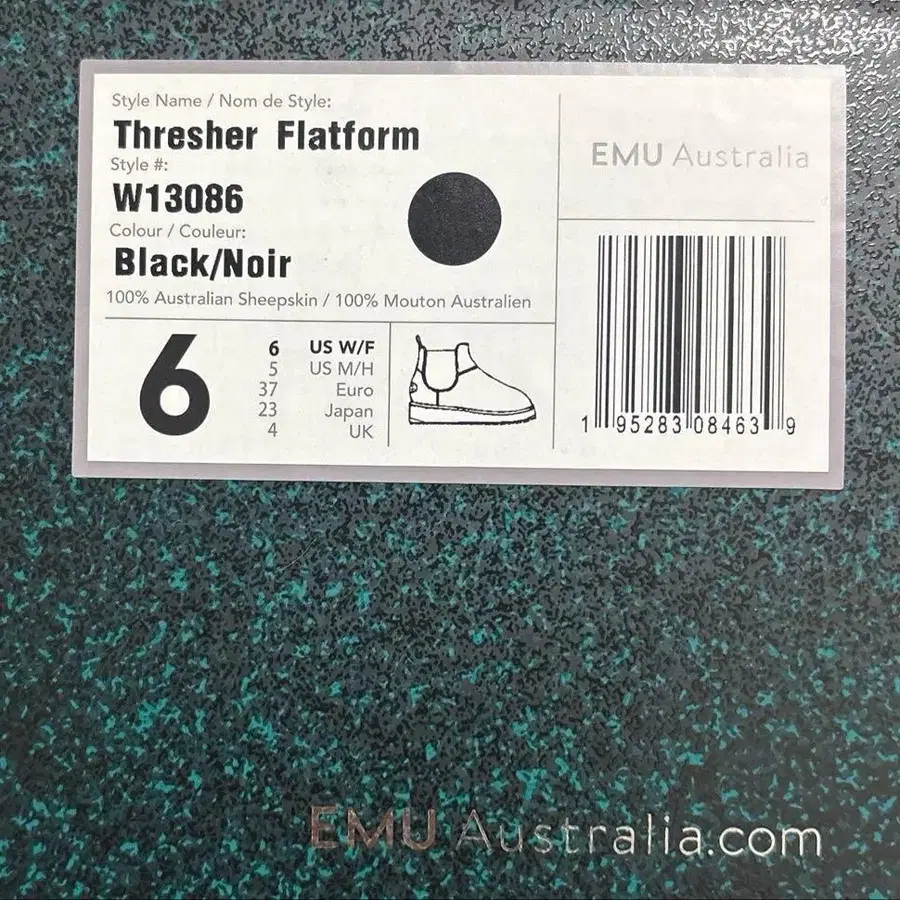 Style Name / Nom de Style:
Thresher Flatform
Style #:
W13086
Colour / Couleur:
Black/Noir
100% Australian Sheepskin / 100% Mouton Australien
6
6 US W/F
5 US M/H
37 Euro
23 Japan
4 UK
EMU Australia
1 95283 08463 9
EMU Australia.com